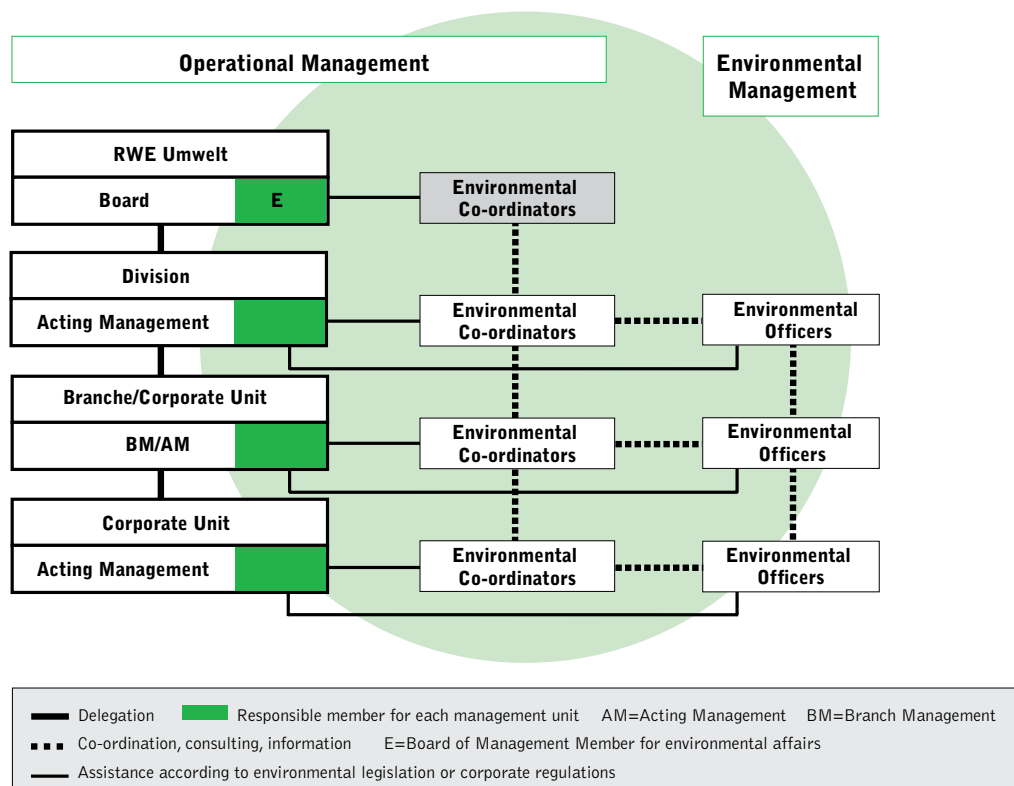 Operational Management
Environmental
Management
RWE Umwelt
Board
E
Environmental
Co-ordinators
Division
Acting Management
Environmental
Co-ordinators
Environmental
Officers
Branche/Corporate Unit
BM/AM
Environmental
Co-ordinators
Environmental
Officers
Corporate Unit
Acting Management
Environmental
Co-ordinators
Environmental
Officers
Delegation
Responsible member for each management unit
AM=Acting Management
BM=Branch Management
Co-ordination, consulting, information
E=Board of Management Member for environmental affairs
Assistance according to environmental legislation or corporate regulations